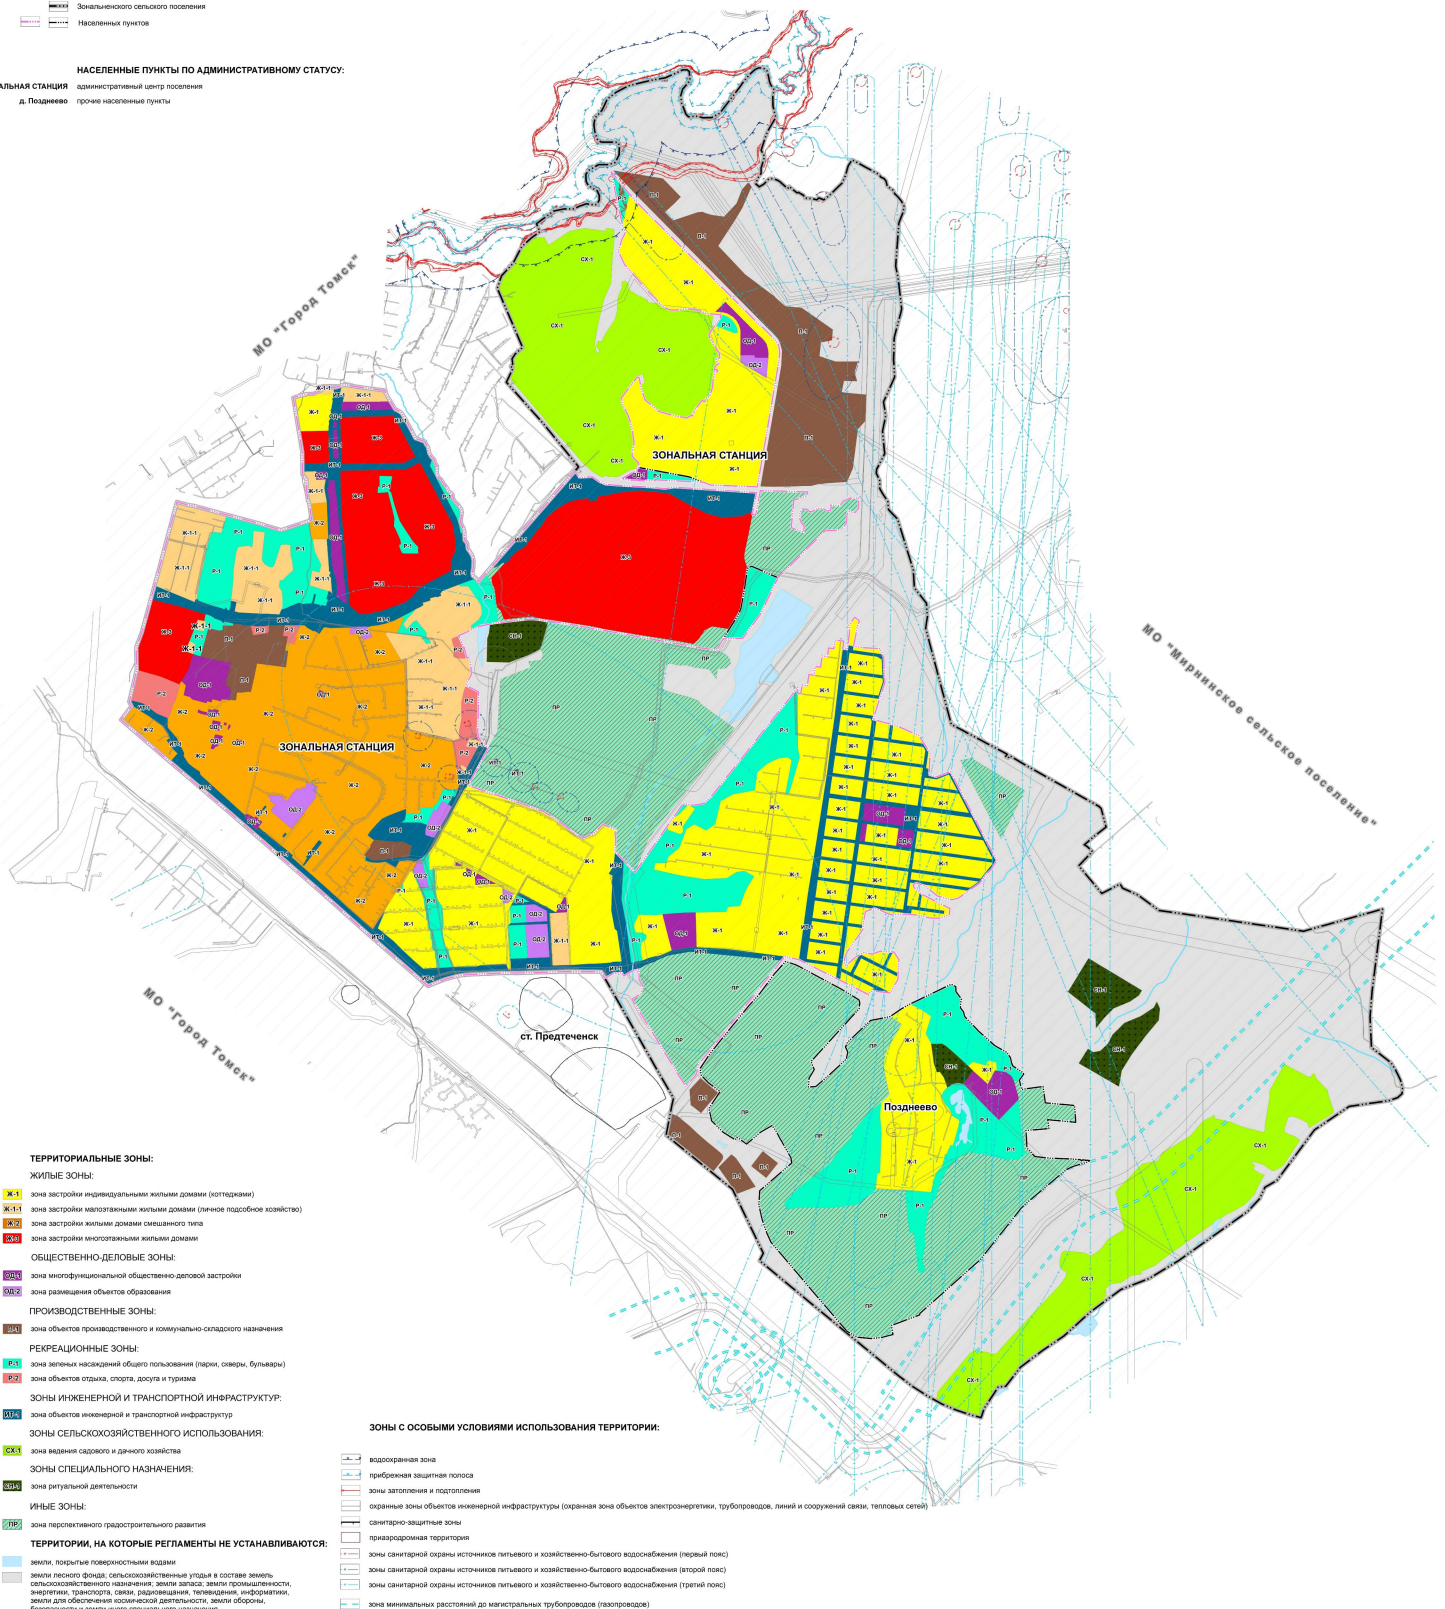 Зональненского сельского поселения
Населенных пунктов
НАСЕЛЕННЫЕ ПУНКТЫ ПО АДМИНИСТРАТИВНОМУ СТАТУСУ:
АЛЬНАЯ СТАНЦИЯ административный центр поселения
д. Позднеево прочие населенные пункты
МО "Город Томск"
ЗОНАЛЬНАЯ СТАНЦИЯ
МО "Мирнинское сельское поселение"
ЗОНАЛЬНАЯ СТАНЦИЯ
МО "Город Томск"
ст. Предтеченск
Позднеево
ТЕРРИТОРИАЛЬНЫЕ ЗОНЫ:
ЖИЛЫЕ ЗОНЫ:
Ж-1 зона застройки индивидуальными жилыми домами (коттеджами)
Ж-1-1 зона застройки малоэтажными жилыми домами (личное подсобное хозяйство)
Ж-2 зона застройки жилыми домами смешанного типа
Ж-3 зона застройки многоэтажными жилыми домами
ОБЩЕСТВЕННО-ДЕЛОВЫЕ ЗОНЫ:
ОД-1 зона многофункциональной общественно-деловой застройки
ОД-2 зона размещения объектов образования
ПРОИЗВОДСТВЕННЫЕ ЗОНЫ:
П-1 зона объектов производственного и коммунально-складского назначения
РЕКРЕАЦИОННЫЕ ЗОНЫ:
Р-1 зона зеленых насаждений общего пользования (парки, скверы, бульвары)
Р-2 зона объектов отдыха, спорта, досуга и туризма
ЗОНЫ ИНЖЕНЕРНОЙ И ТРАНСПОРТНОЙ ИНФРАСТРУКТУР:
ИТ-1 зона объектов инженерной и транспортной инфраструктур
ЗОНЫ СЕЛЬСКОХОЗЯЙСТВЕННОГО ИСПОЛЬЗОВАНИЯ:
СХ-1 зона ведения садового и дачного хозяйства
ЗОНЫ СПЕЦИАЛЬНОГО НАЗНАЧЕНИЯ:
СН-1 зона ритуальной деятельности
ИНЫЕ ЗОНЫ:
ПР зона перспективного градостроительного развития
ТЕРРИТОРИИ, НА КОТОРЫЕ РЕГЛАМЕНТЫ НЕ УСТАНАВЛИВАЮТСЯ:
земли, покрытые поверхностными водами
земли лесного фонда; сельскохозяйственные угодья в составе земель
сельскохозяйственного назначения; земли запаса; земли промышленности,
энергетики, транспорта, связи, радиовещания, телевидения, информатики,
земли для обеспечения космической деятельности, земли обороны,
безопасности и земли иного специального назначения
ЗОНЫ С ОСОБЫМИ УСЛОВИЯМИ ИСПОЛЬЗОВАНИЯ ТЕРРИТОРИИ:
водоохранная зона
прибрежная защитная полоса
зоны затопления и подтопления
охранные зоны объектов инженерной инфраструктуры (охранная зона объектов электроэнергетики, трубопроводов, линий и сооружений связи, тепловых сетей)
санитарно-защитные зоны
приаэродромная территория
зоны санитарной охраны источников питьевого и хозяйственно-бытового водоснабжения (первый пояс)
зоны санитарной охраны источников питьевого и хозяйственно-бытового водоснабжения (второй пояс)
зоны санитарной охраны источников питьевого и хозяйственно-бытового водоснабжения (третий пояс)
зона минимальных расстояний до магистральных трубопроводов (газопроводов)